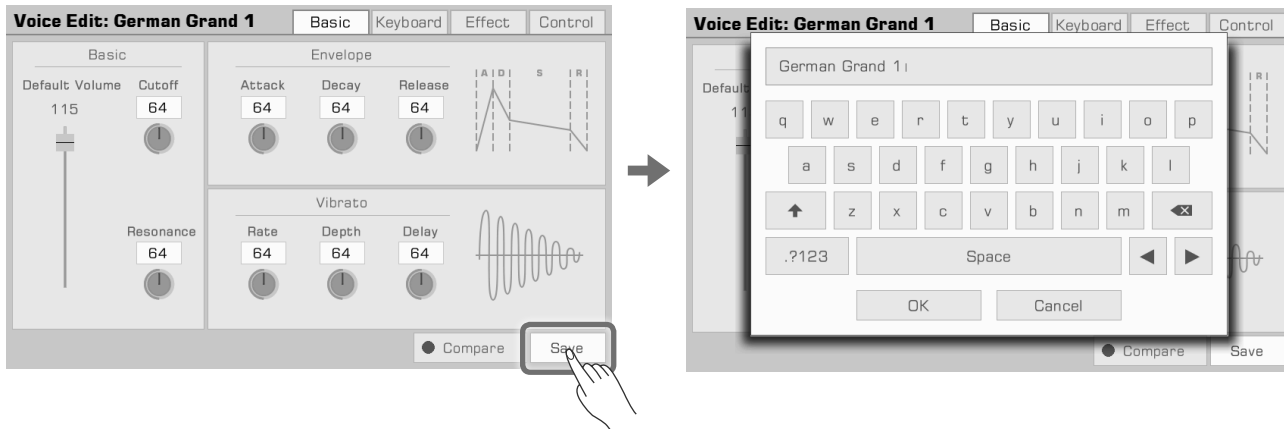 Voice Edit: German Grand 1 Basic Keyboard Effect Control
Basic
Default Volume Cutoff
115 64
Resonance
64
Envelope
Attack Decay Release
64 64 64
A D S R
Vibrato
Rate Depth Delay
64 64 64
Compare Save
Voice Edit: German Grand 1 Basic Keyboard Effect Control
Default
11
R
German Grand 1
q w e r t y u i o p
a s d f g h j k l
z x c v b n m
.?123 Space
OK Cancel
Compare Save